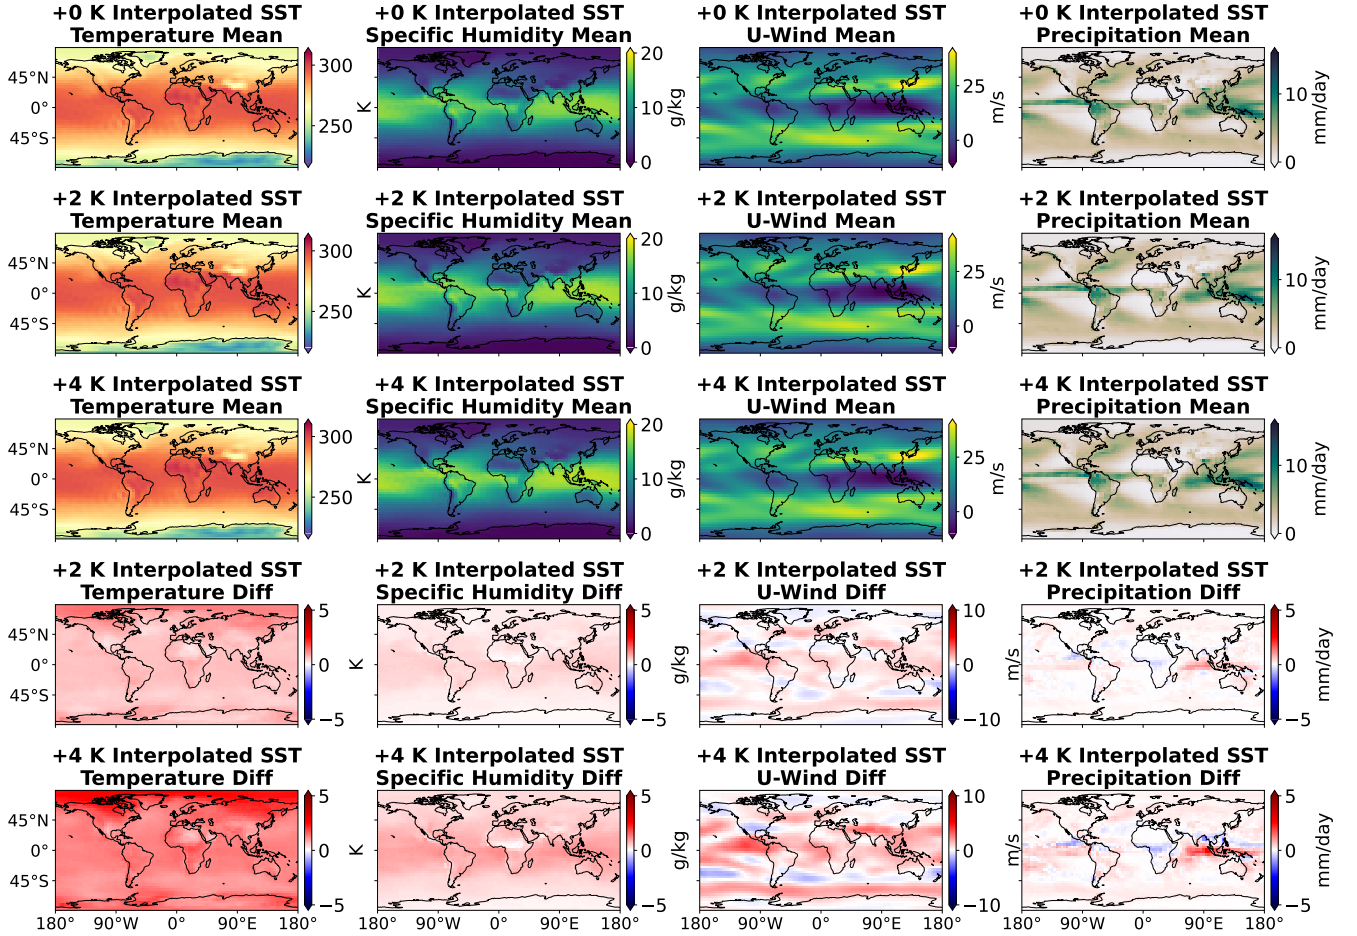 +0 K Interpolated SST
Temperature Mean
+0 K Interpolated SST
Specific Humidity Mean
+0 K Interpolated SST
U-Wind Mean
+0 K Interpolated SST
Precipitation Mean
45°N
0°
45°S
300
250
K
20
10
0
g/kg
25
0
m/s
10
0
mm/day
+2 K Interpolated SST
Temperature Mean
+2 K Interpolated SST
Specific Humidity Mean
+2 K Interpolated SST
U-Wind Mean
+2 K Interpolated SST
Precipitation Mean
45°N
0°
45°S
300
250
K
20
10
0
g/kg
25
0
m/s
10
0
mm/day
+4 K Interpolated SST
Temperature Mean
+4 K Interpolated SST
Specific Humidity Mean
+4 K Interpolated SST
U-Wind Mean
+4 K Interpolated SST
Precipitation Mean
45°N
0°
45°S
300
250
K
20
10
0
g/kg
25
0
m/s
10
0
mm/day
+2 K Interpolated SST
Temperature Diff
+2 K Interpolated SST
Specific Humidity Diff
+2 K Interpolated SST
U-Wind Diff
+2 K Interpolated SST
Precipitation Diff
45°N
0°
45°S
5
0
−5
K
5
0
−5
g/kg
10
0
−10
m/s
5
0
−5
mm/day
+4 K Interpolated SST
Temperature Diff
+4 K Interpolated SST
Specific Humidity Diff
+4 K Interpolated SST
U-Wind Diff
+4 K Interpolated SST
Precipitation Diff
45°N
0°
45°S
5
0
−5
K
5
0
−5
g/kg
10
0
−10
m/s
5
0
−5
mm/day
180° 90°W 0° 90°E 180°
180° 90°W 0° 90°E 180°
180° 90°W 0° 90°E 180°
180° 90°W 0° 90°E 180°